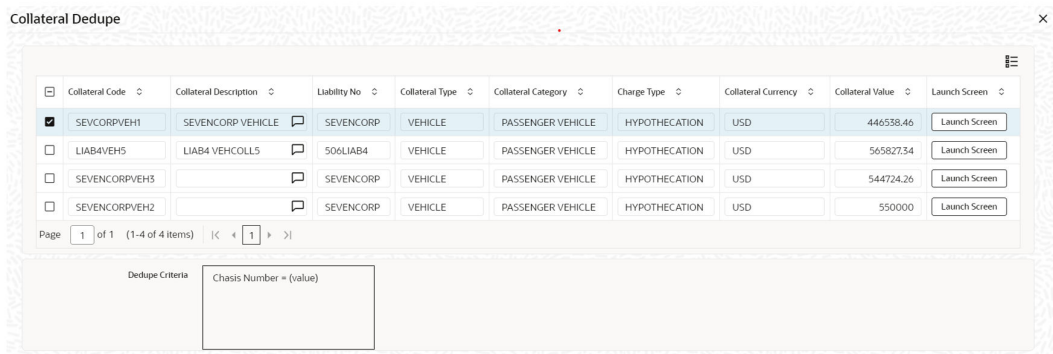 Collateral Dedupe
Collateral Code Collateral Description Liability No Collateral Type Collateral Category Charge Type Collateral Currency Collateral Value Launch Screen
SEVCORPVEH1 SEVENCORP VEHICLE SEVENCORP VEHICLE PASSENGER VEHICLE HYPOTHECATION USD 446538.46 Launch Screen
LIAB4VEH5 LIAB4 VEHCOLL5 506LIAB4 VEHICLE PASSENGER VEHICLE HYPOTHECATION USD 565827.34 Launch Screen
SEVENCORPVEH3 SEVENCORP VEHICLE PASSENGER VEHICLE HYPOTHECATION USD 544724.26 Launch Screen
SEVENCORPVEH2 SEVENCORP VEHICLE PASSENGER VEHICLE HYPOTHECATION USD 550000 Launch Screen
Page 1 of 1 (1-4 of 4 items) 1
Dedupe Criteria Chasis Number = (value)